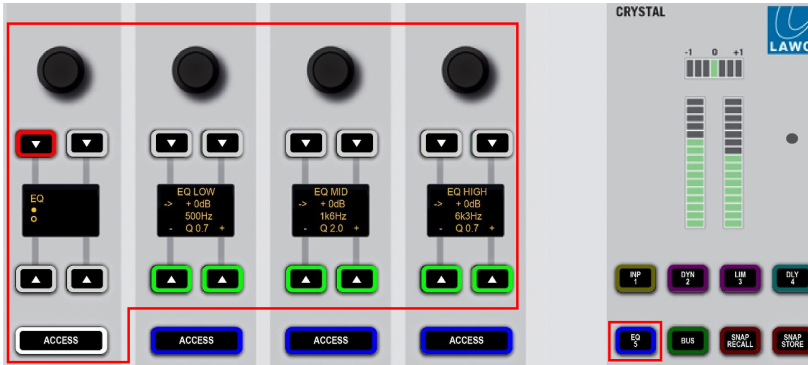 CRYSTAL
-1 0 +1
EQ
EQ LOW
-> + 0dB
500Hz
- Q 0.7 +
EQ MID
-> + 0dB
1k6Hz
- Q 2.0 +
EQ HIGH
-> + 0dB
6k3Hz
- Q 0.7 +
INP
1
DYN
2
LIM
3
DLY
4
ACCESS
ACCESS
ACCESS
ACCESS
EQ
5
BUS
SNAP
RECALL
SNAP
STORE